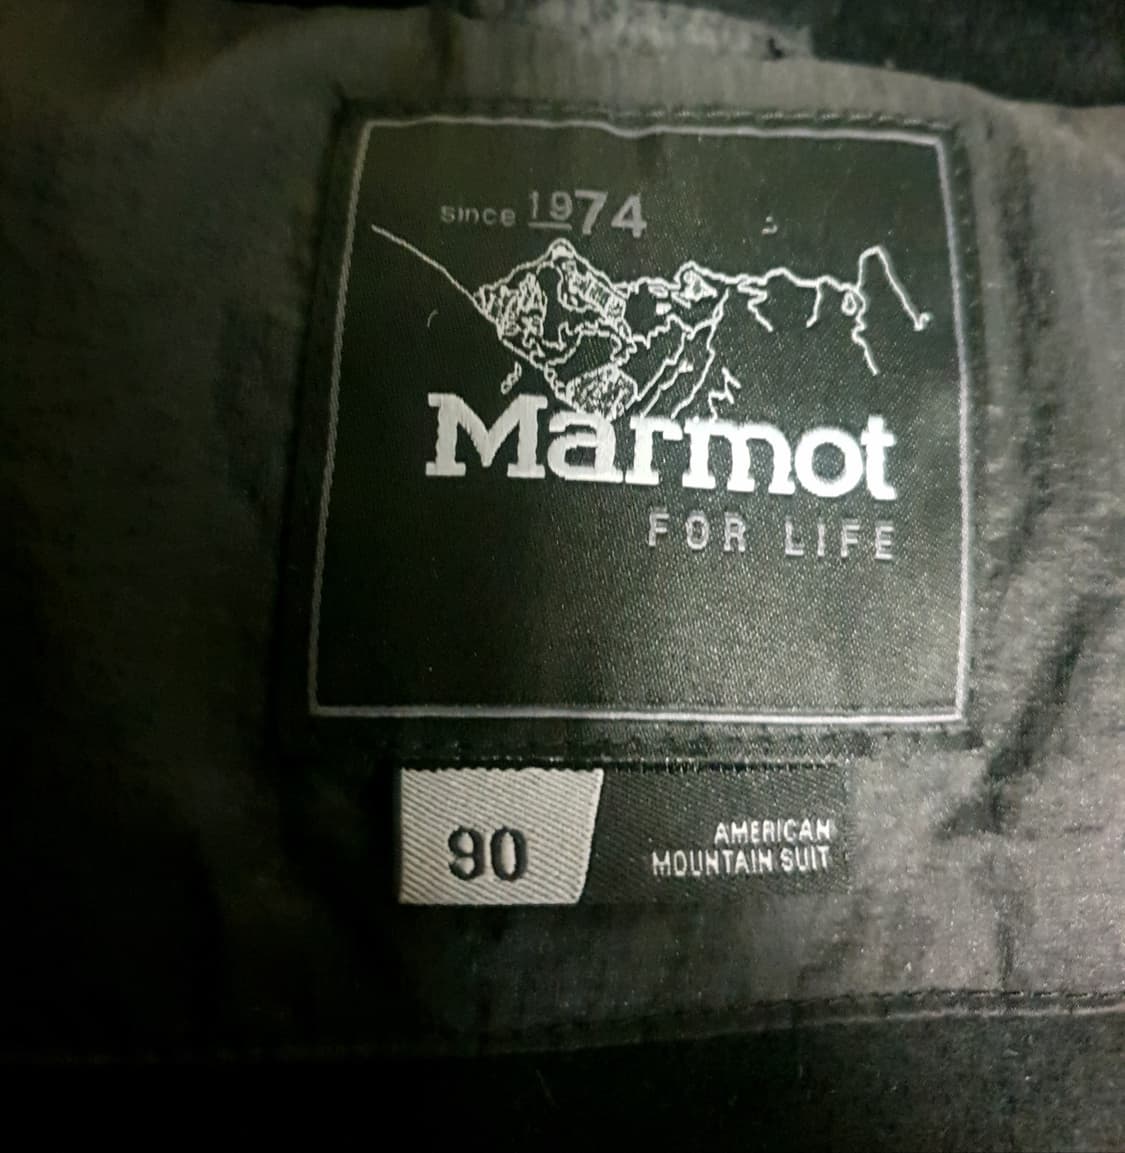 since 1974
Marmot
FOR LIFE
90
AMERICAN
MOUNTAIN SUIT